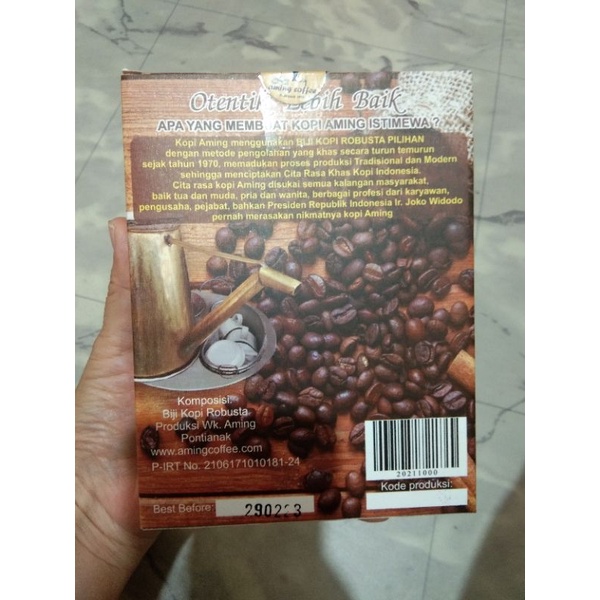 aming coffee
Otentik Lebih Baik
APA YANG MEMBUAT KOPI AMING ISTIMEWA ?
Kopi Aming menggunakan BIJI KOPI ROBUSTA PILIHAN
dengan metode pengolahan yang khas secara turun temurun
sejak tahun 1970, memadukan proses produksi Tradisional dan Modern
sehingga menciptakan Cita Rasa Khas Kopi Indonesia.
Cita rasa kopi Aming disukai semua kalangan masyarakat,
baik tua dan muda, pria dan wanita, berbagai profesi dari karyawan,
pengusaha, pejabat, bahkan Presiden Republik Indonesia Ir. Joko Widodo
pernah merasakan nikmatnya kopi Aming
Komposisi:
Biji Kopi Robusta
Produksi Wk. Aming
Pontianak
www.amingcoffee.com
P-IRT No. 2106171010181-24
20211000
Kode produksi:
Best Before: 290223